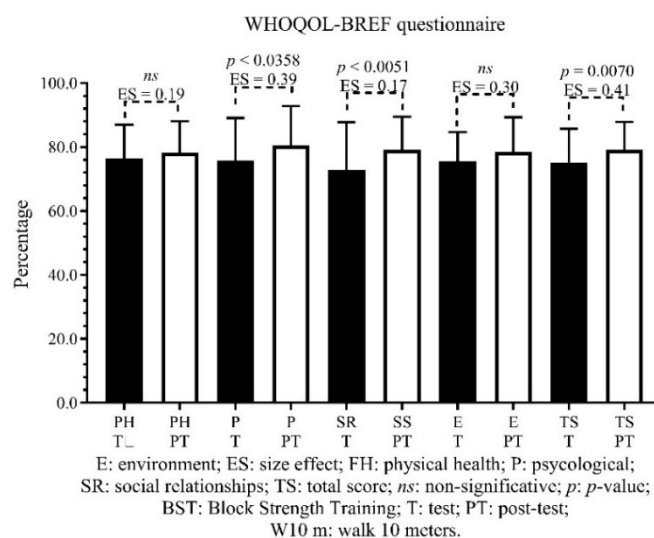 WHOQOL-BREF questionnaire
ns
ES = 0.19
p < 0.0358
ES = 0.39
p < 0.0051
ES = 0.17
ns
ES = 0.30
p = 0.0070
ES = 0.41
Percentage
100.0
80.0
60.0
40.0
20.0
0.0
PH PH P P SR SS E E TS TS
T_ PT T PT T PT T PT T PT
E: environment; ES: size effect; FH: physical health; P: psycological;
SR: social relationships; TS: total score; ns: non-significative; p: p-value;
BST: Block Strength Training; T: test; PT: post-test;
W10 m: walk 10 meters.